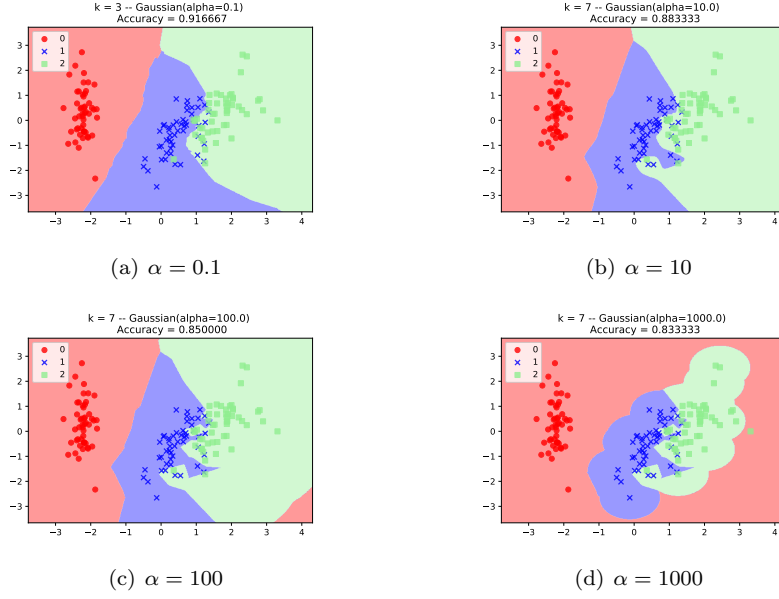 k = 3 -- Gaussian(alpha=0.1)
Accuracy = 0.916667
3
2
1
0
−1
−2
−3
0
1
2
−3 −2 −1 0 1 2 3 4
(a) α = 0.1
k = 7 -- Gaussian(alpha=10.0)
Accuracy = 0.883333
3
2
1
0
−1
−2
−3
0
1
2
−3 −2 −1 0 1 2 3 4
(b) α = 10
k = 7 -- Gaussian(alpha=100.0)
Accuracy = 0.850000
3
2
1
0
−1
−2
−3
0
1
2
−3 −2 −1 0 1 2 3 4
(c) α = 100
k = 7 -- Gaussian(alpha=1000.0)
Accuracy = 0.833333
3
2
1
0
−1
−2
−3
0
1
2
−3 −2 −1 0 1 2 3 4
(d) α = 1000